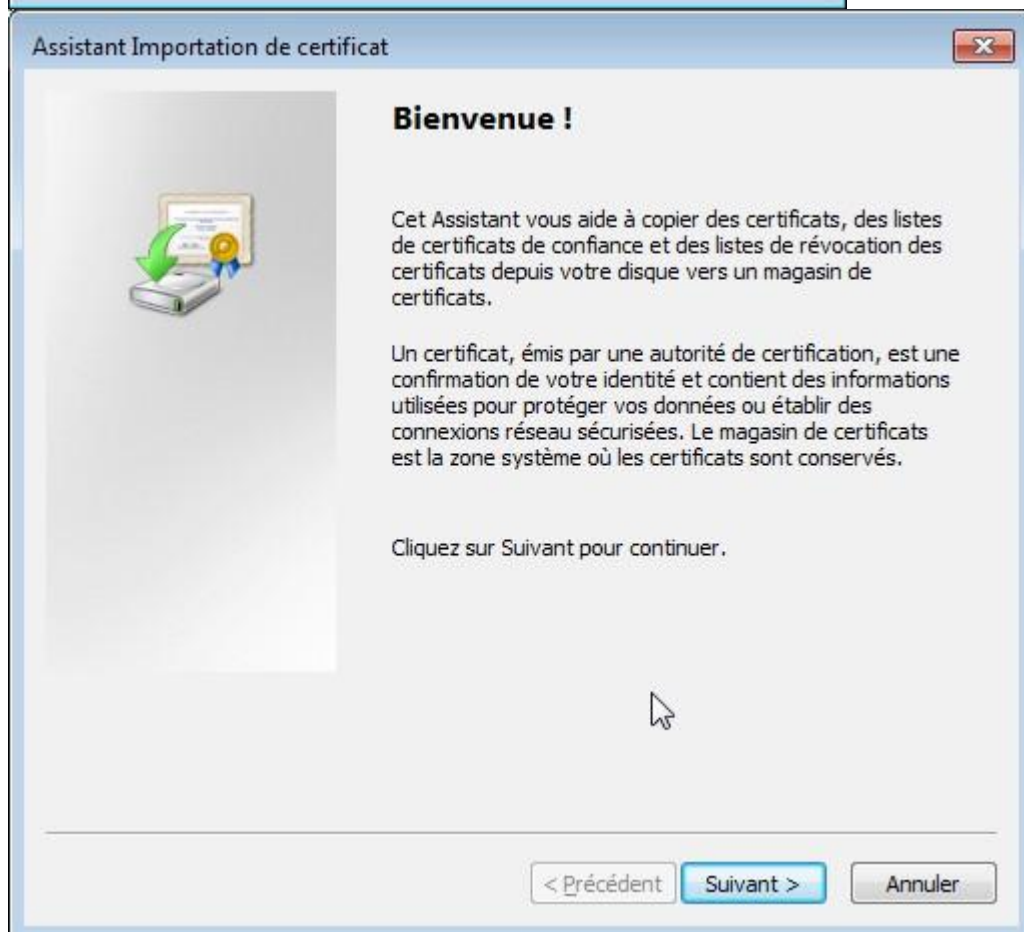 Assistant Importation de certificat
Bienvenue !
Cet Assistant vous aide à copier des certificats, des listes
de certificats de confiance et des listes de révocation des
certificats depuis votre disque vers un magasin de
certificats.
Un certificat, émis par une autorité de certification, est une
confirmation de votre identité et contient des informations
utilisées pour protéger vos données ou établir des
connexions réseau sécurisées. Le magasin de certificats
est la zone système où les certificats sont conservés.
Cliquez sur Suivant pour continuer.
< Précédent Suivant > Annuler